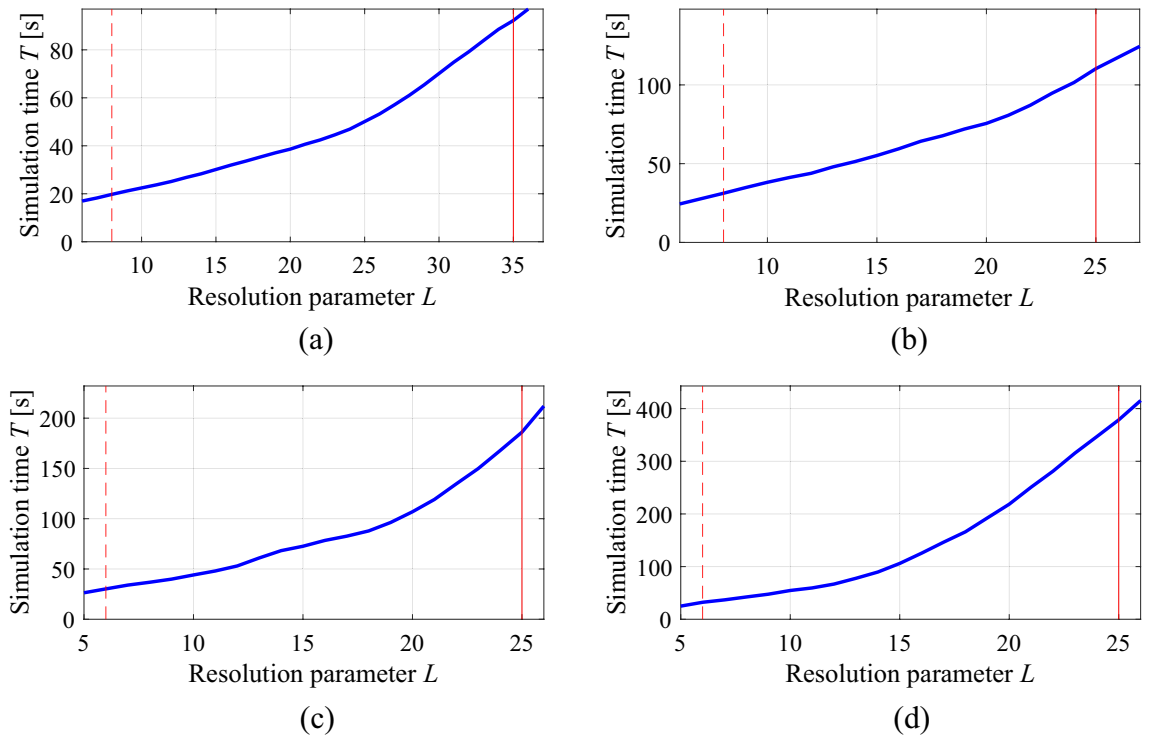 Simulation time T [s]
80
60
40
20
0
10 15 20 25 30 35
Resolution parameter L
(a)
Simulation time T [s]
100
50
0
10 15 20 25
Resolution parameter L
(b)
Simulation time T [s]
200
150
100
50
0
5 10 15 20 25
Resolution parameter L
(c)
Simulation time T [s]
400
300
200
100
0
5 10 15 20 25
Resolution parameter L
(d)